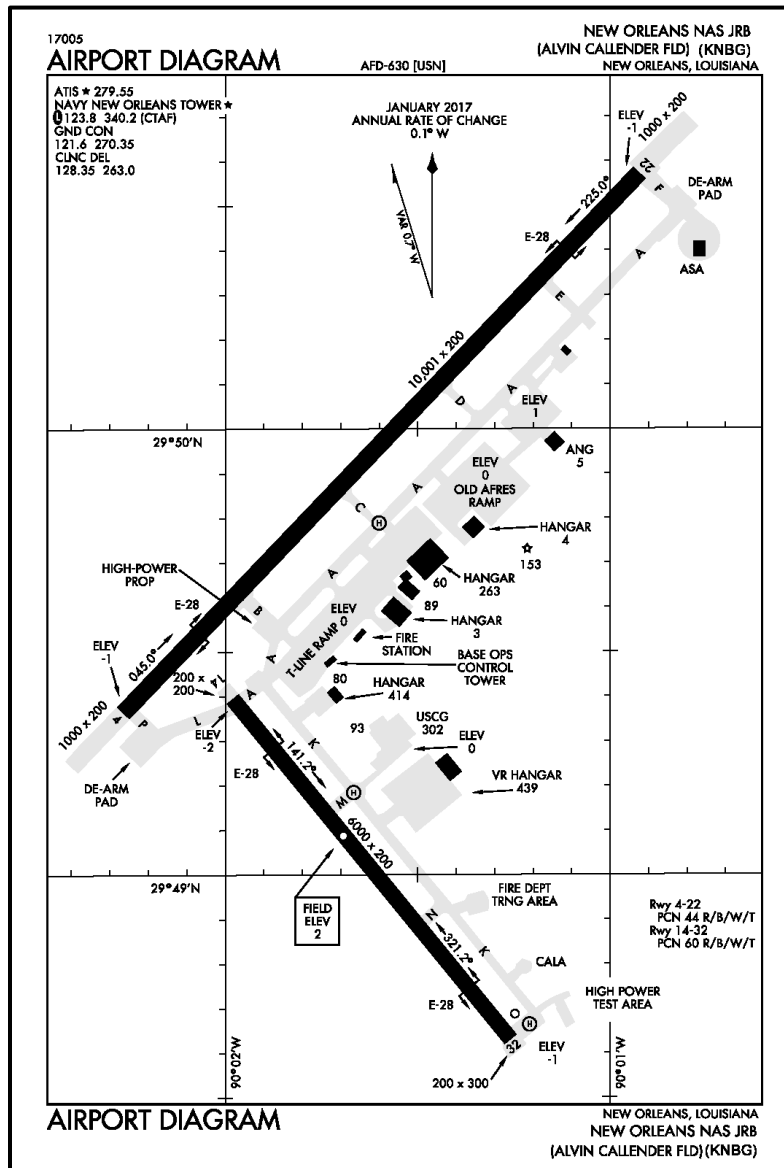 17005
AIRPORT DIAGRAM
AFD-630 [USN]
NEW ORLEANS NAS JRB
(ALVIN CALLENDER FLD) (KNBG)
NEW ORLEANS, LOUISIANA
ATIS ★ 279.55
NAVY NEW ORLEANS TOWER ★
L 123.8 340.2 (CTAF)
GND CON
121.6 270.35
CLNC DEL
128.35 263.0
JANUARY 2017
ANNUAL RATE OF CHANGE
0.1° W
VAR 0.7° W
ELEV
-1
1000 x 200
22
F
DE-ARM
PAD
225.0°
E-28
A
ASA
E
10,001 x 200
A
D
ELEV
1
29°50'N
ANG
5
ELEV
0
OLD AFRES
RAMP
A
C
H
HANGAR
4
153
HIGH-POWER
PROP
A
60
HANGAR
263
E-28
B
ELEV
0
89
HANGAR
3
T-LINE RAMP
FIRE
STATION
ELEV
-1
045.0°
A
BASE OPS
CONTROL
TOWER
200 x
200
14
A
80
HANGAR
414
4
P
L
1000 x 200
ELEV
-2
K
93
USCG
302
ELEV
0
DE-ARM
PAD
E-28
141.2°
VR HANGAR
439
M
H
6000 x 200
29°49'N
FIELD
ELEV
2
FIRE DEPT
TRNG AREA
Rwy 4-22
PCN 44 R/B/W/T
Rwy 14-32
PCN 60 R/B/W/T
N
K
321.2°
CALA
E-28
HIGH POWER
TEST AREA
H
32
ELEV
-1
200 x 300
90°02'W
90°01'W
AIRPORT DIAGRAM
NEW ORLEANS, LOUISIANA
NEW ORLEANS NAS JRB
(ALVIN CALLENDER FLD) (KNBG)